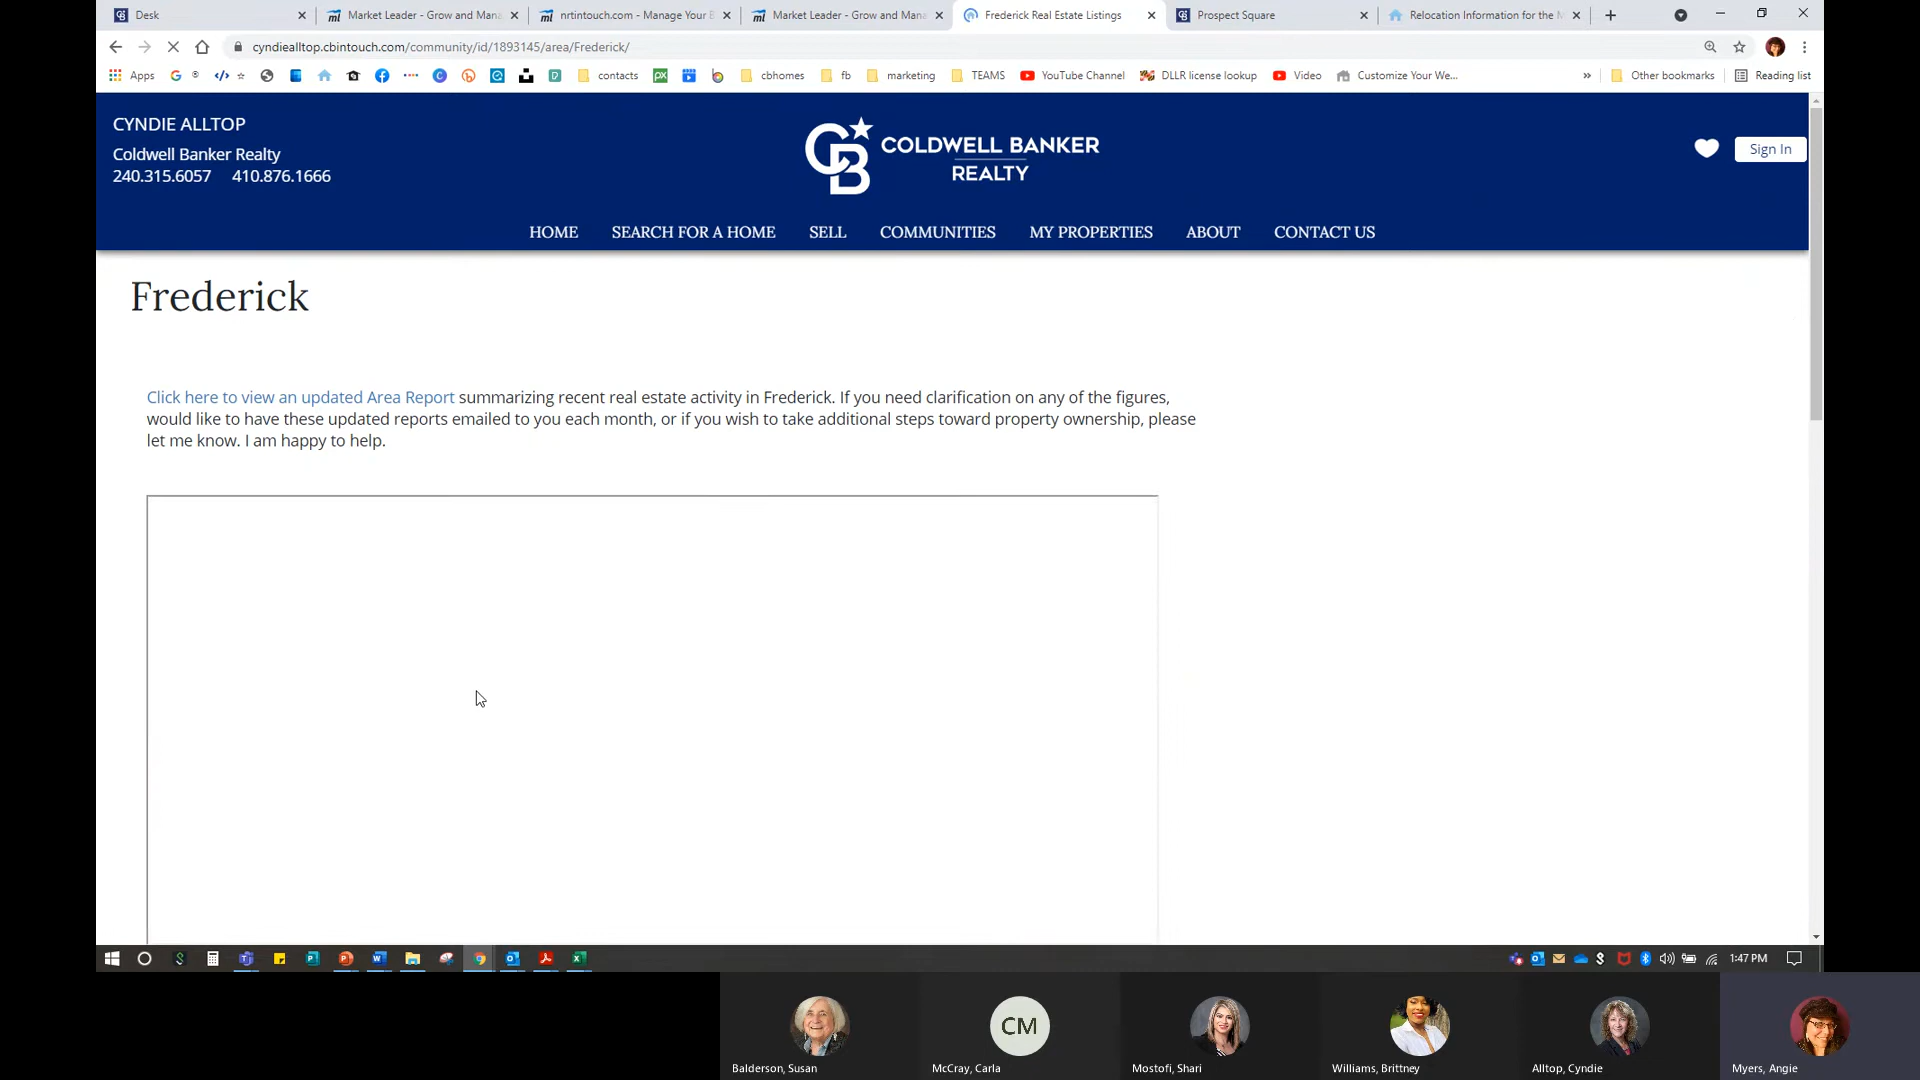 Desk
Market Leader - Grow and Mana
nrtintouch.com - Manage Your B
Market Leader - Grow and Mana
Frederick Real Estate Listings
Prospect Square
Relocation Information for the M
cyndiealltop.cbintouch.com/community/id/1893145/area/Frederick/
Apps
contacts
cbhomes
fb
marketing
TEAMS
YouTube Channel
DLLR license lookup
Video
Customize Your We...
Other bookmarks
Reading list
CYNDIE ALLTOP
Coldwell Banker Realty
240.315.6057 410.876.1666
CB
COLDWELL BANKER
REALTY
Sign In
HOME SEARCH FOR A HOME SELL COMMUNITIES MY PROPERTIES ABOUT CONTACT US
Frederick
Click here to view an updated Area Report summarizing recent real estate activity in Frederick. If you need clarification on any of the figures,
would like to have these updated reports emailed to you each month, or if you wish to take additional steps toward property ownership, please
let me know. I am happy to help.
1:47 PM
CM
Balderson, Susan
McCray, Carla
Mostofi, Shari
Williams, Brittney
Alltop, Cyndie
Myers, Angie